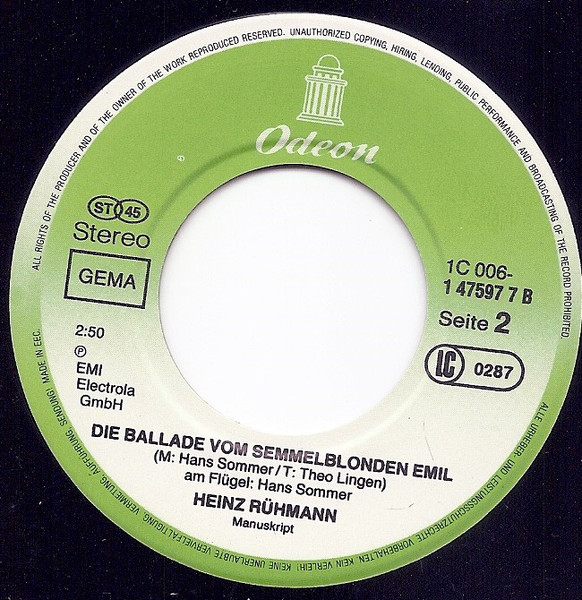 ALL RIGHTS OF THE PRODUCER AND OF THE OWNER OF THE WORK REPRODUCED RESERVED. UNAUTHORIZED COPYING, HIRING, LENDING, PUBLIC PERFORMANCE AND BROADCASTING OF THE RECORD PROHIBITED.
Odeon
ST 45
Stereo
GEMA
2:50
℗
EMI
Electrola
GmbH
1C 006-
1 47597 7 B
Seite 2
LC 0287
DIE BALLADE VOM SEMMELBLONDEN EMIL
(M: Hans Sommer / T: Theo Lingen)
am Flügel: Hans Sommer
HEINZ RÜHMANN
Manuskript
ALLE URHEBER- UND LEISTUNGSSCHUTZRECHTE VORBEHALTEN. KEIN VERLEIH! KEINE UNERLAUBTE VERVIELFÄLTIGUNG, VERMIETUNG, AUFFÜHRUNG, SENDUNG. MADE IN EEC.